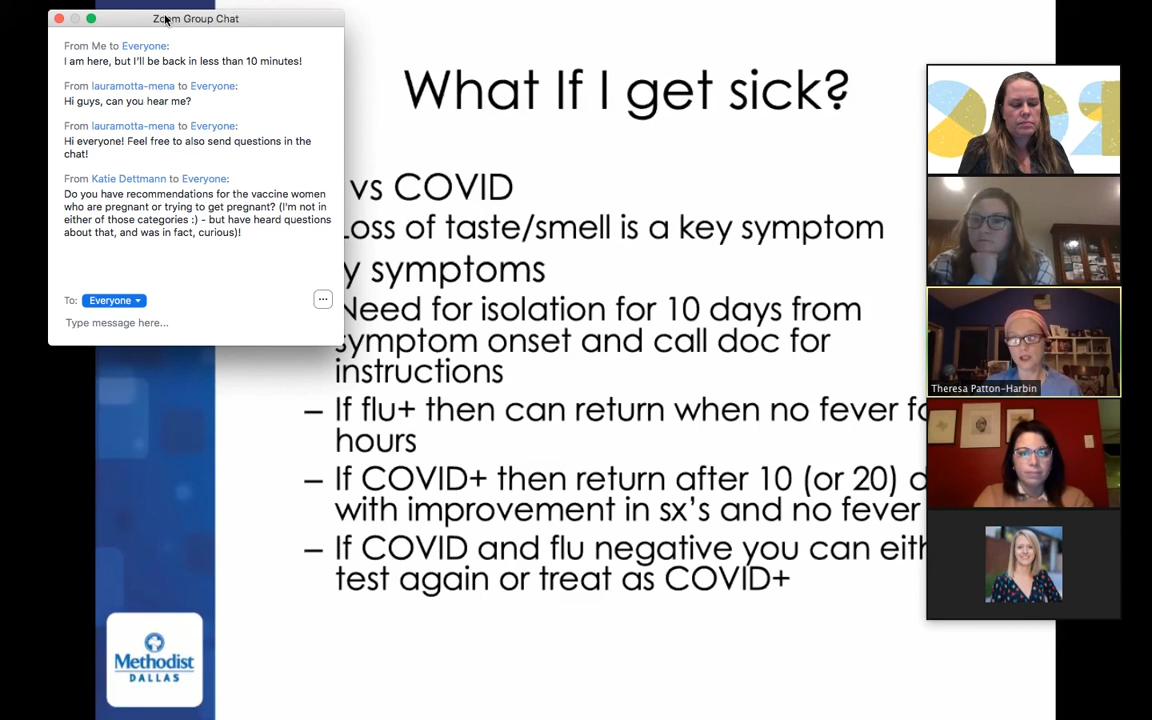 Zoom Group Chat
From Me to Everyone:
I am here, but I'll be back in less than 10 minutes!
From lauramotta-mena to Everyone:
Hi guys, can you hear me?
From lauramotta-mena to Everyone:
Hi everyone! Feel free to also send questions in the
chat!
From Katie Dettmann to Everyone:
Do you have recommendations for the vaccine women
who are pregnant or trying to get pregnant? (I'm not in
either of those categories :) - but have heard questions
about that, and was in fact, curious)!
To: Everyone
Type message here...
What If I get sick?
vs COVID
Loss of taste/smell is a key symptom
y symptoms
Need for isolation for 10 days from
symptom onset and call doc for
instructions
– If flu+ then can return when no fever fo
hours
– If COVID+ then return after 10 (or 20) d
with improvement in sx's and no fever
– If COVID and flu negative you can eith
test again or treat as COVID+
Methodist
DALLAS
Theresa Patton-Harbin